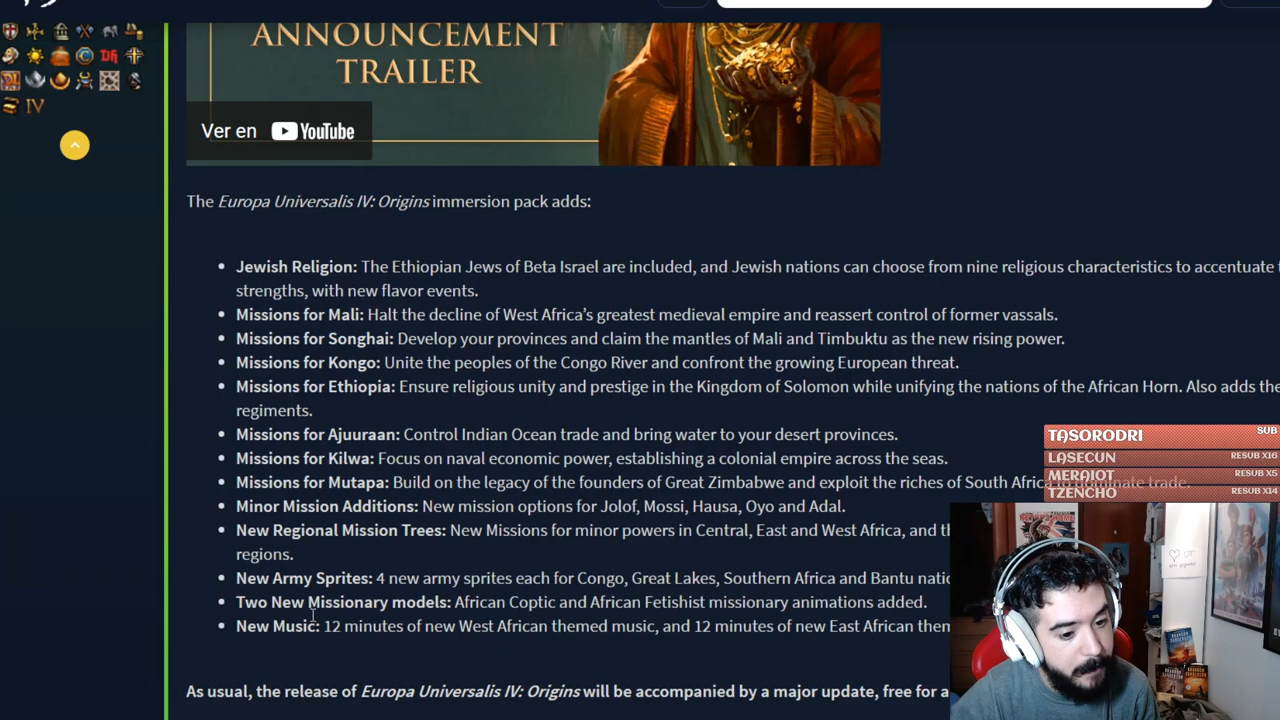 IV
ANNOUNCEMENT
TRAILER
Ver en YouTube
The Europa Universalis IV: Origins immersion pack adds:
Jewish Religion: The Ethiopian Jews of Beta Israel are included, and Jewish nations can choose from nine religious characteristics to accentuate
strengths, with new flavor events.
Missions for Mali: Halt the decline of West Africa’s greatest medieval empire and reassert control of former vassals.
Missions for Songhai: Develop your provinces and claim the mantles of Mali and Timbuktu as the new rising power.
Missions for Kongo: Unite the peoples of the Congo River and confront the growing European threat.
Missions for Ethiopia: Ensure religious unity and prestige in the Kingdom of Solomon while unifying the nations of the African Horn. Also adds the
regiments.
Missions for Ajuuraan: Control Indian Ocean trade and bring water to your desert provinces.
Missions for Kilwa: Focus on naval economic power, establishing a colonial empire across the seas.
Missions for Mutapa: Build on the legacy of the founders of Great Zimbabwe and exploit the riches of South Africa to dominate trade.
Minor Mission Additions: New mission options for Jolof, Mossi, Hausa, Oyo and Adal.
New Regional Mission Trees: New Missions for minor powers in Central, East and West Africa, and th
regions.
New Army Sprites: 4 new army sprites each for Congo, Great Lakes, Southern Africa and Bantu natio
Two New Missionary models: African Coptic and African Fetishist missionary animations added.
New Music: 12 minutes of new West African themed music, and 12 minutes of new East African them
As usual, the release of Europa Universalis IV: Origins will be accompanied by a major update, free for a
TASORODRI SUB
LASECUN RESUB X16
MERAIOT RESUB X5
TZENCHO RESUB X14